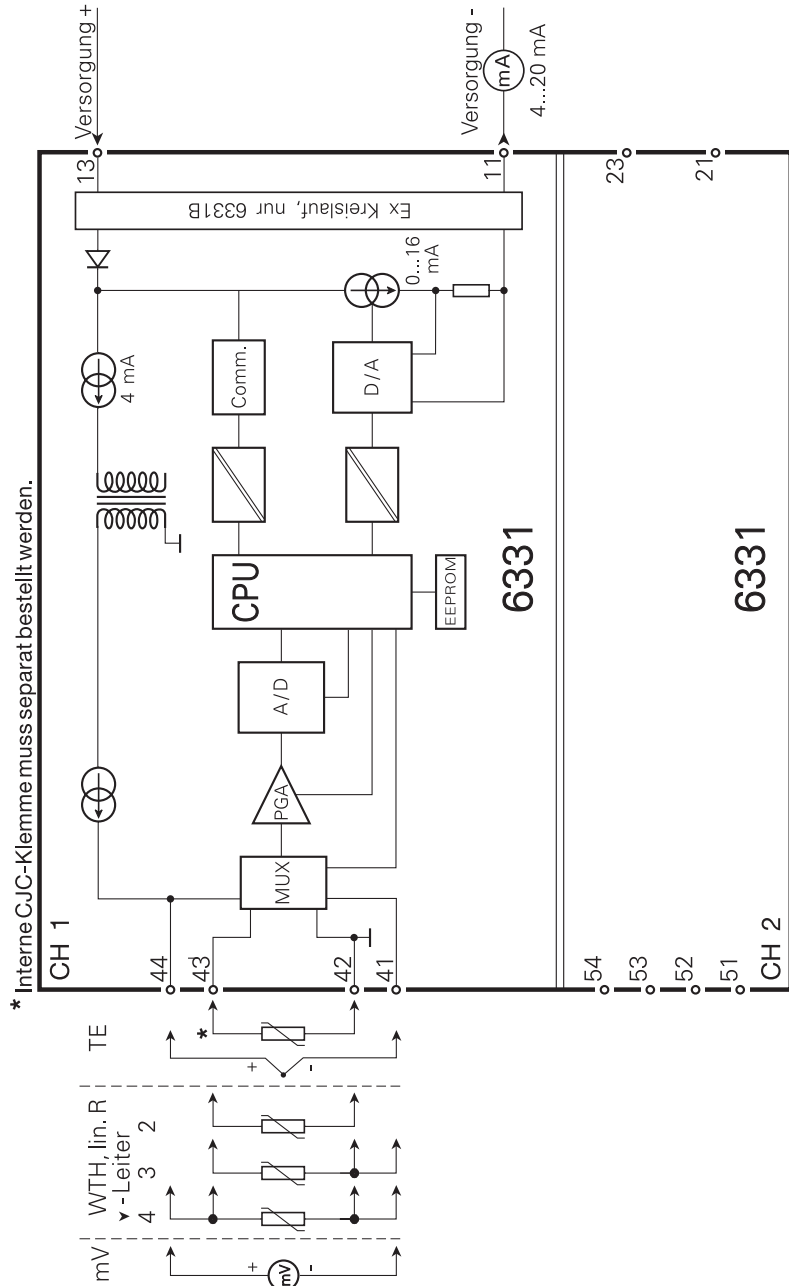 * Interne CJC-Klemme muss separat bestellt werden.
CH 1
44
43
42
41
TE
*
+
-
WTH, lin. R
-Leiter
4 3 2
mV
+
-
mV
MUX
PGA
A/D
CPU
EEPROM
Comm.
D/A
4 mA
0...16
mA
Ex Kreislauf, nur 6331B
13
11
Versorgung +
Versorgung -
mA
4...20 mA
6331
54
53
52
51
CH 2
6331
23
21